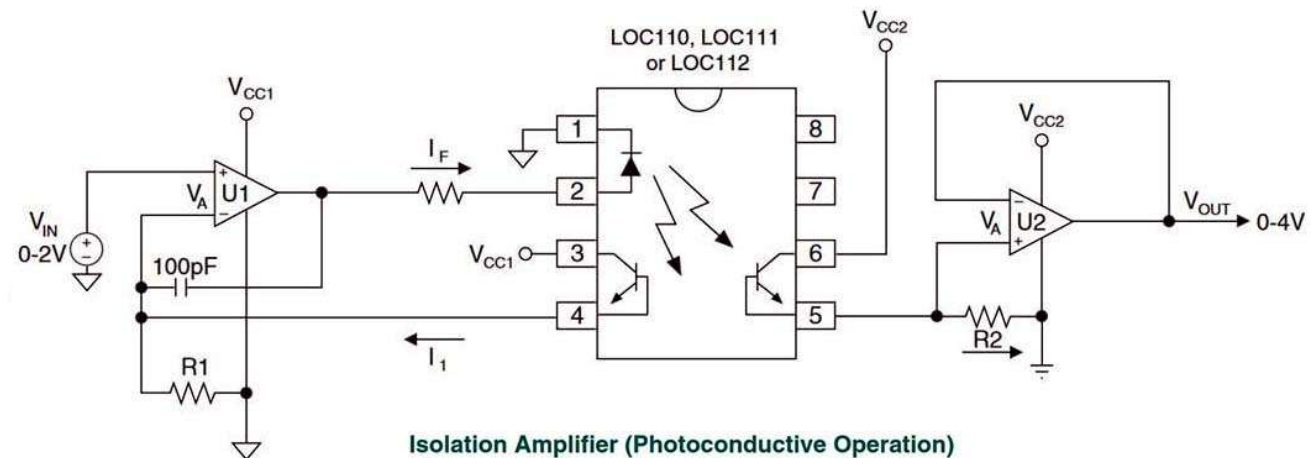 LOC110, LOC111
or LOC112
VCC2
VCC1
VCC2
IF
1
8
+
VA
U1
−
2
7
−
VA
U2
+
VOUT
0-4V
VIN
0-2V
+
−
100pF
VCC1
3
6
4
5
I1
R1
R2
Isolation Amplifier (Photoconductive Operation)